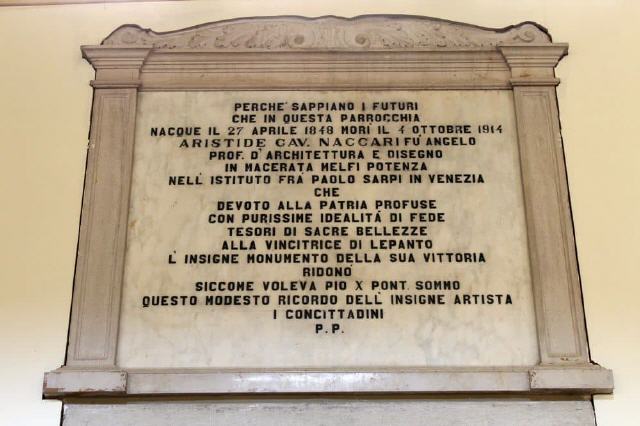 PERCHE' SAPPIANO I FUTURI
CHE IN QUESTA PARROCCHIA
NACQUE IL 27 APRILE 1848 MORÌ IL 4 OTTOBRE 1914
ARISTIDE CAV. NACCARI FU ANGELO
PROF. D'ARCHITETTURA E DISEGNO
IN MACERATA MELFI POTENZA
NELL' ISTITUTO FRÁ PAOLO SARPI IN VENEZIA
CHE
DEVOTO ALLA PATRIA PROFUSE
CON PURISSIME IDEALITÁ DI FEDE
TESORI DI SACRE BELLEZZE
ALLA VINCITRICE DI LEPANTO
L' INSIGNE MONUMENTO DELLA SUA VITTORIA
RIDONÒ
SICCOME VOLEVA PIO X PONT. SOMMO
QUESTO MODESTO RICORDO DELL' INSIGNE ARTISTA
I CONCITTADINI
P. P.